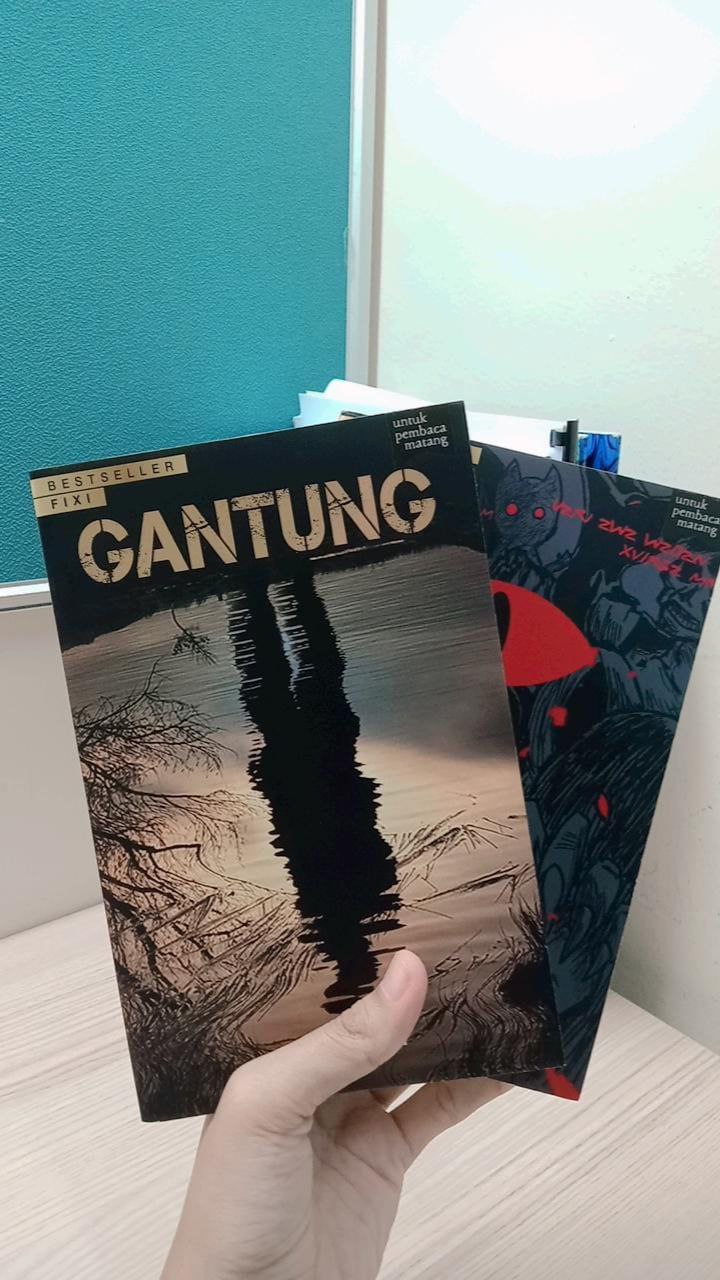 BESTSELLER
FIXI
untuk
pembaca
matang
GANTUNG
untuk
pembaca
matang